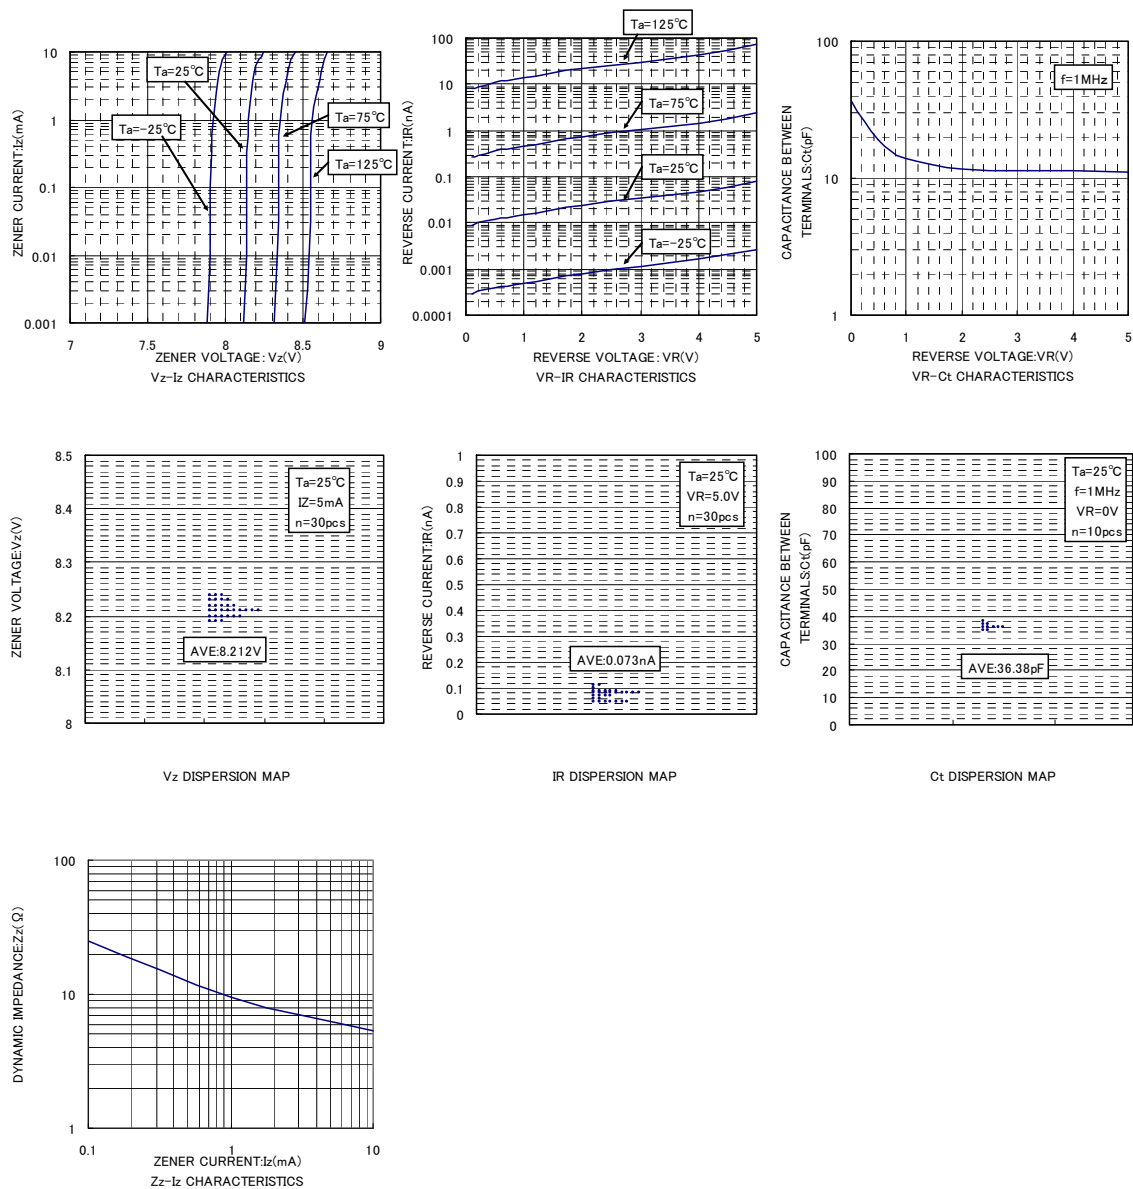 ZENER CURRENT:Iz(mA)
10
1
0.1
0.01
0.001
7
7.5
8
8.5
9
Ta=25℃
Ta=-25℃
Ta=75℃
Ta=125℃
ZENER VOLTAGE:Vz(V)
Vz-Iz CHARACTERISTICS
REVERSE CURRENT:IR(nA)
100
10
1
0.1
0.01
0.001
0.0001
0
1
2
3
4
5
Ta=125℃
Ta=75℃
Ta=25℃
Ta=-25℃
REVERSE VOLTAGE:VR(V)
VR-IR CHARACTERISTICS
CAPACITANCE BETWEEN
TERMINALS:Ct(pF)
100
10
1
0
1
2
3
4
5
f=1MHz
REVERSE VOLTAGE:VR(V)
VR-Ct CHARACTERISTICS
ZENER VOLTAGE:Vz(V)
8.5
8.4
8.3
8.2
8.1
8
Ta=25℃
IZ=5mA
n=30pcs
AVE:8.212V
Vz DISPERSION MAP
REVERSE CURRENT:IR(nA)
1
0.9
0.8
0.7
0.6
0.5
0.4
0.3
0.2
0.1
0
Ta=25℃
VR=5.0V
n=30pcs
AVE:0.073nA
IR DISPERSION MAP
CAPACITANCE BETWEEN
TERMINALS:Ct(pF)
100
90
80
70
60
50
40
30
20
10
0
Ta=25℃
f=1MHz
VR=0V
n=10pcs
AVE:36.38pF
Ct DISPERSION MAP
DYNAMIC IMPEDANCE:Zz(Ω)
100
10
1
0.1
1
10
ZENER CURRENT:Iz(mA)
Zz-Iz CHARACTERISTICS